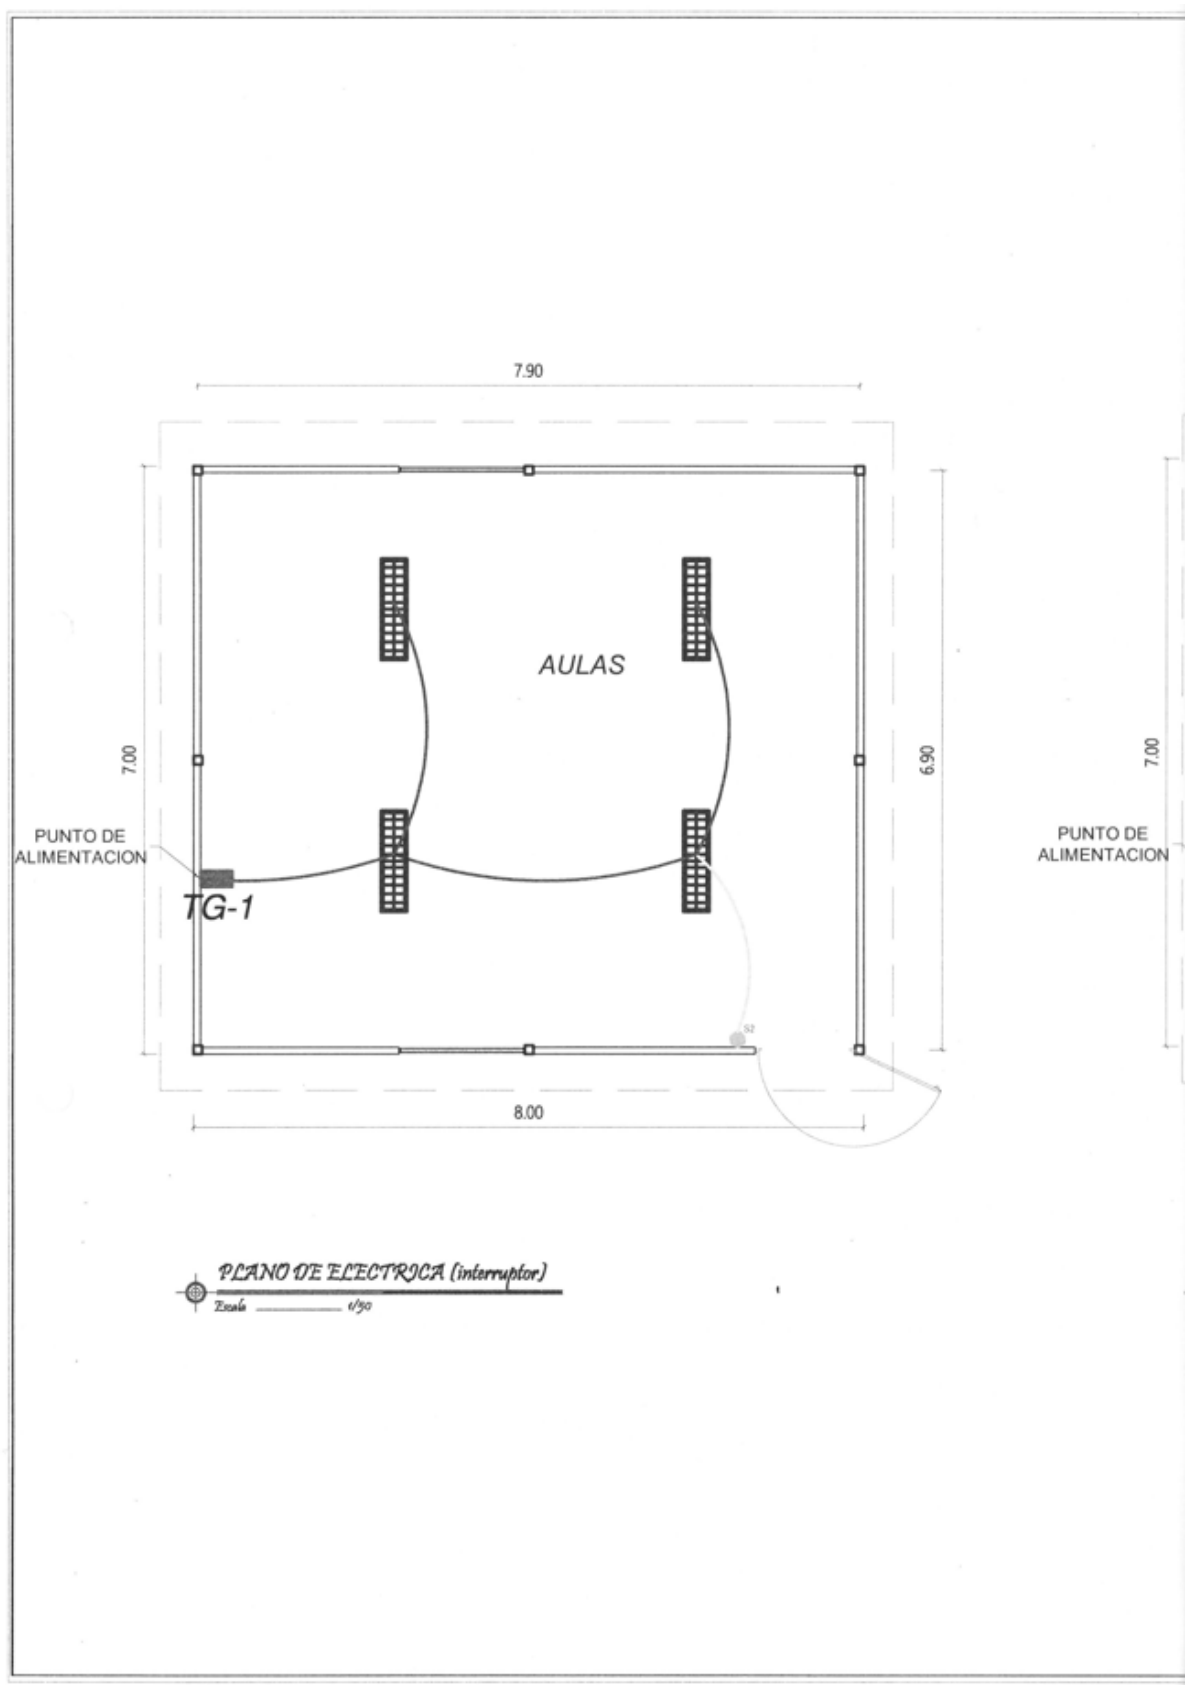 7.90
AULAS
7.00
6.90
7.00
PUNTO DE
ALIMENTACION
PUNTO DE
ALIMENTACION
TG-1
S2
8.00
PLANO DE ELECTRICA (interruptor)
Escala 1/50